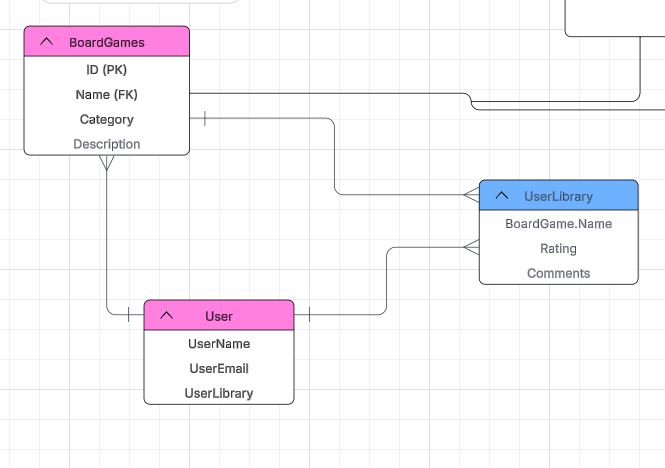 BoardGames
ID (PK)
Name (FK)
Category
Description
UserLibrary
BoardGame.Name
Rating
Comments
User
UserName
UserEmail
UserLibrary